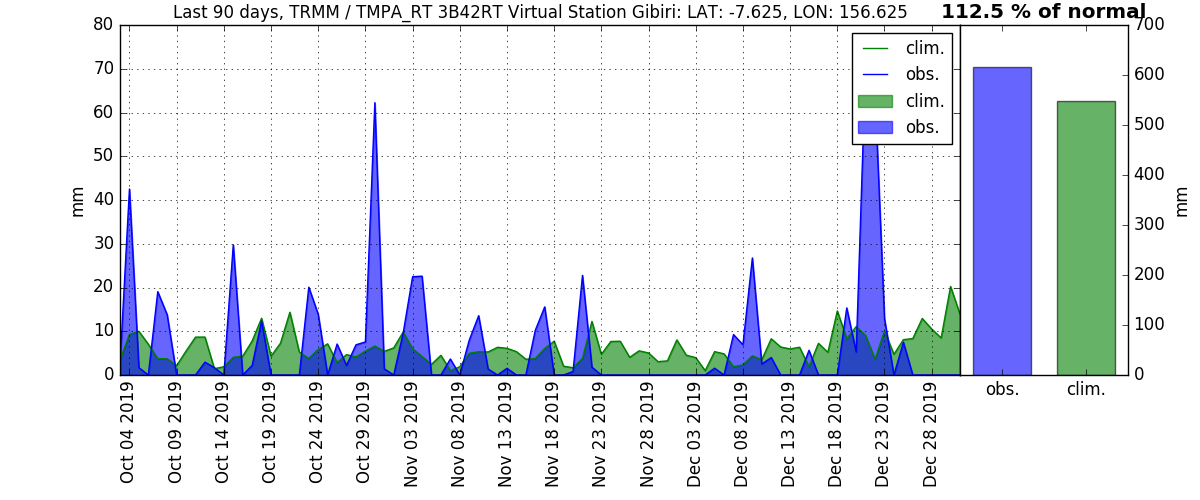 Last 90 days, TRMM / TMPA_RT 3B42RT Virtual Station Gibiri: LAT: -7.625, LON: 156.625
112.5 % of normal
80
70
60
50
40
30
20
10
0
mm
clim.
obs.
clim.
obs.
700
600
500
400
300
200
100
0
mm
obs.
clim.
Oct 04 2019
Oct 09 2019
Oct 14 2019
Oct 19 2019
Oct 24 2019
Oct 29 2019
Nov 03 2019
Nov 08 2019
Nov 13 2019
Nov 18 2019
Nov 23 2019
Nov 28 2019
Dec 03 2019
Dec 08 2019
Dec 13 2019
Dec 18 2019
Dec 23 2019
Dec 28 2019